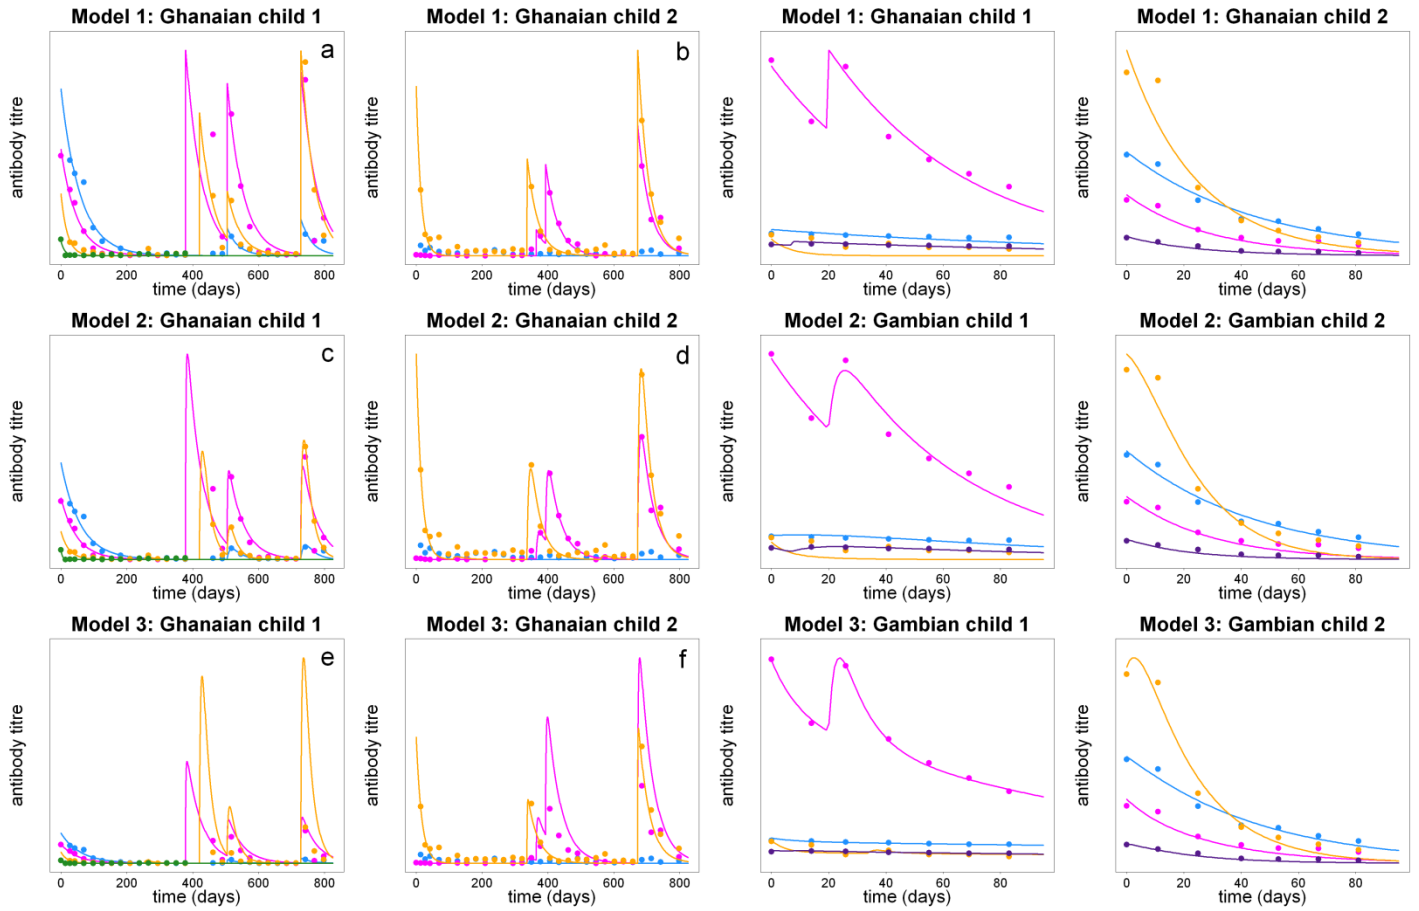 Model 1: Ghanaian child 1
Model 1: Ghanaian child 2
Model 1: Ghanaian child 1
Model 1: Ghanaian child 2
a
b
antibody titre
antibody titre
antibody titre
antibody titre
0 200 400 600 800
0 200 400 600 800
0 20 40 60 80
0 20 40 60 80
time (days)
time (days)
time (days)
time (days)
Model 2: Ghanaian child 1
Model 2: Ghanaian child 2
Model 2: Gambian child 1
Model 2: Gambian child 2
c
d
antibody titre
antibody titre
antibody titre
antibody titre
0 200 400 600 800
0 200 400 600 800
0 20 40 60 80
0 20 40 60 80
time (days)
time (days)
time (days)
time (days)
Model 3: Ghanaian child 1
Model 3: Ghanaian child 2
Model 3: Gambian child 1
Model 3: Gambian child 2
e
f
antibody titre
antibody titre
antibody titre
antibody titre
0 200 400 600 800
0 200 400 600 800
0 20 40 60 80
0 20 40 60 80
time (days)
time (days)
time (days)
time (days)